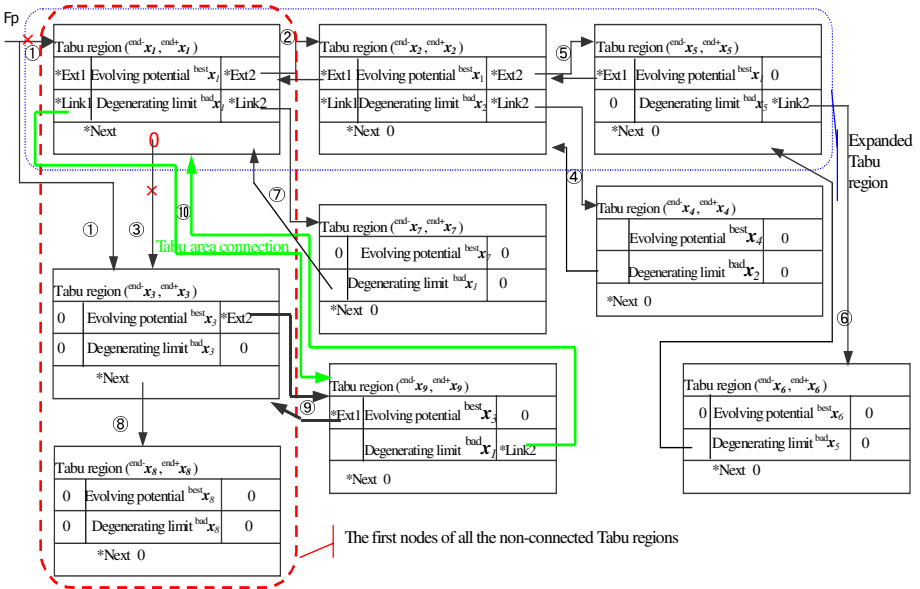 Fp
① ② ⑤
Tabu region (end-x1, end+x1)
*Ext1 Evolving potential bestx1 *Ext2
*Link1 Degenerating limit badx1 *Link2
*Next
0
Tabu region (end-x2, end+x2)
*Ext1 Evolving potential bestx1 *Ext2
*Link1 Degenerating limit badx2 *Link2
*Next 0
Tabu region (end-x5, end+x5)
*Ext1 Evolving potential bestx1 0
0 Degenerating limit badx5 *Link2
*Next 0
Expanded
Tabu
region
④
⑦
① ③ ⑩
Tabu area connection
Tabu region (end-x7, end+x7)
0 Evolving potential bestx7 0
0 Degenerating limit badx1 0
*Next 0
Tabu region (end-x4, end+x4)
Evolving potential bestx4 0
Degenerating limit badx2 0
*Next 0
⑥
Tabu region (end-x3, end+x3)
0 Evolving potential bestx3 *Ext2
0 Degenerating limit badx3 0
*Next
⑧
⑨
Tabu region (end-x9, end+x9)
*Ext1 Evolving potential bestx3 0
Degenerating limit badx1 *Link2
*Next 0
Tabu region (end-x6, end+x6)
0 Evolving potential bestx6 0
Degenerating limit badx5 0
*Next 0
Tabu region (end-x8, end+x8)
0 Evolving potential bestx8 0
0 Degenerating limit badx8 0
*Next 0
The first nodes of all the non-connected Tabu regions